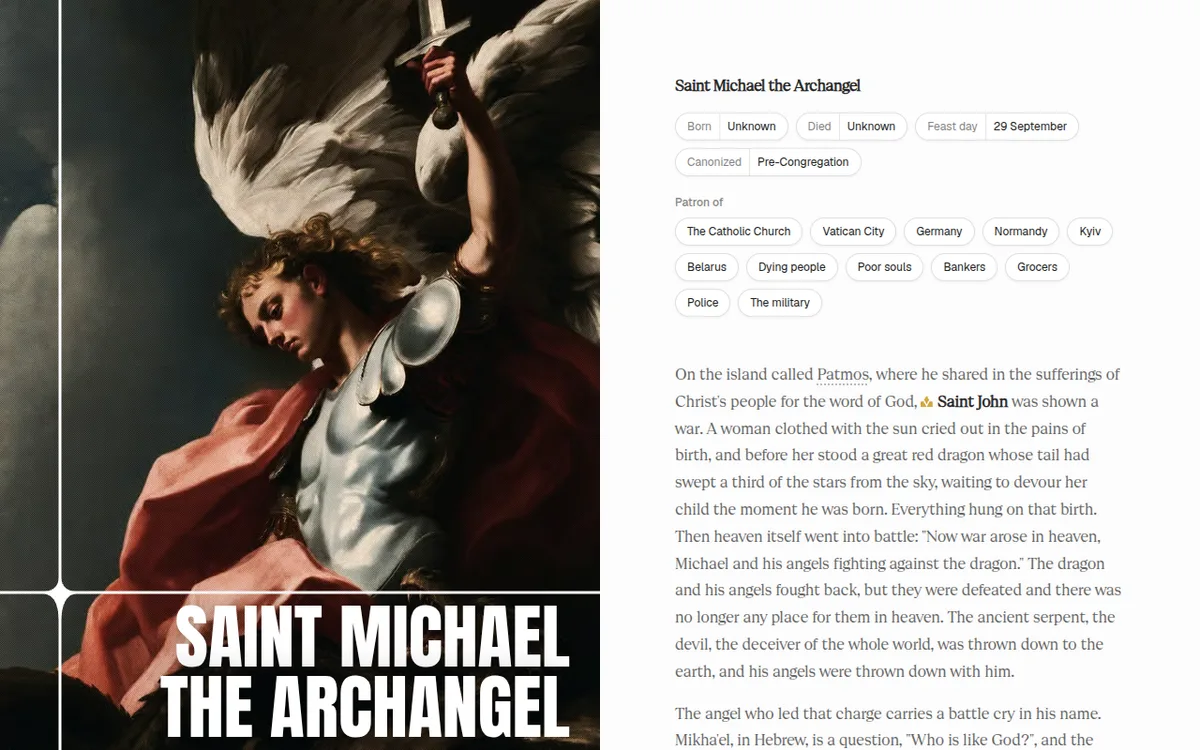 SAINT MICHAEL
THE ARCHANGEL
Saint Michael the Archangel
Born Unknown Died Unknown Feast day 29 September
Canonized Pre-Congregation
Patron of
The Catholic Church Vatican City Germany Normandy Kyiv
Belarus Dying people Poor souls Bankers Grocers
Police The military
On the island called Patmos, where he shared in the sufferings of
Christ's people for the word of God, Saint John was shown a
war. A woman clothed with the sun cried out in the pains of
birth, and before her stood a great red dragon whose tail had
swept a third of the stars from the sky, waiting to devour her
child the moment he was born. Everything hung on that birth.
Then heaven itself went into battle: "Now war arose in heaven,
Michael and his angels fighting against the dragon." The dragon
and his angels fought back, but they were defeated and there was
no longer any place for them in heaven. The ancient serpent, the
devil, the deceiver of the whole world, was thrown down to the
earth, and his angels were thrown down with him.
The angel who led that charge carries a battle cry in his name.
Mikha'el, in Hebrew, is a question, "Who is like God?", and the